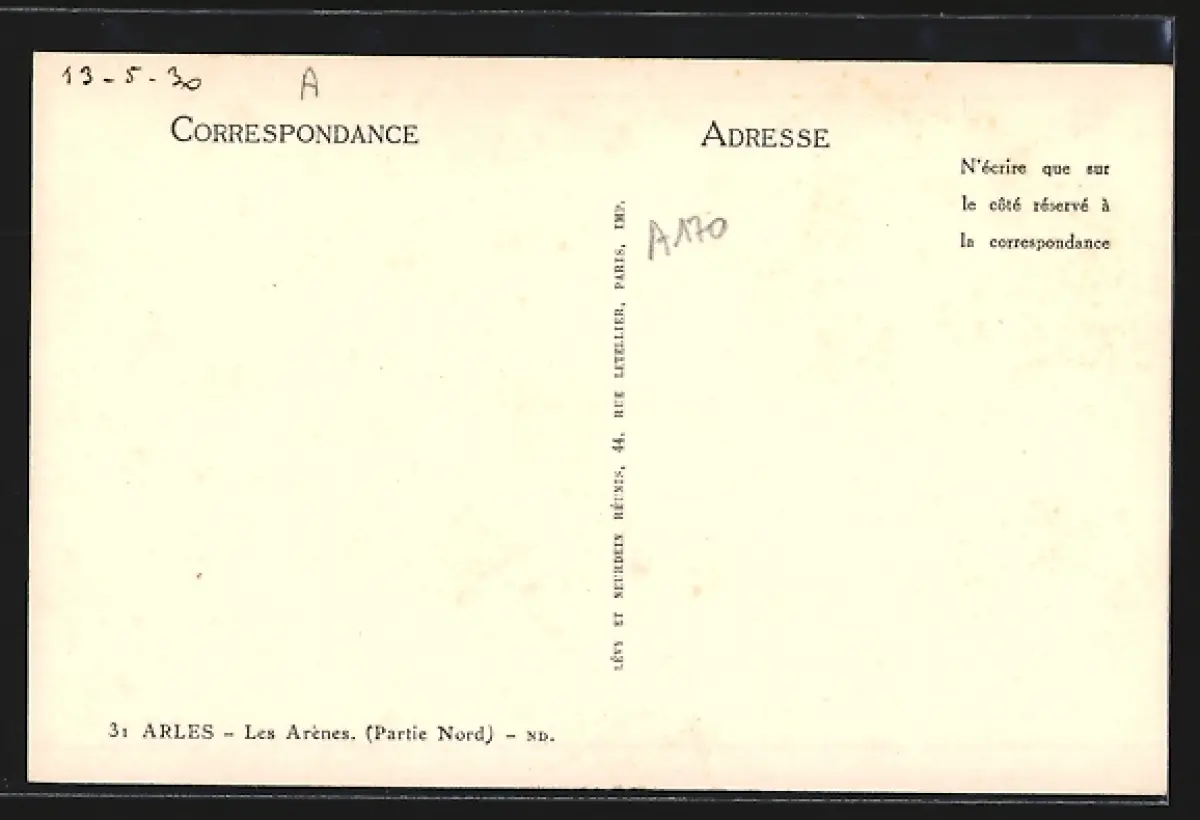 13-5-30
A
CORRESPONDANCE
ADRESSE
N'écrire que sur
le côté réservé à
la correspondance
A170
LÉVY ET NEURDEIN RÉUNIS, 44, RUE LETELLIER, PARIS, IMP.
31 ARLES - Les Arènes. (Partie Nord) - ND.